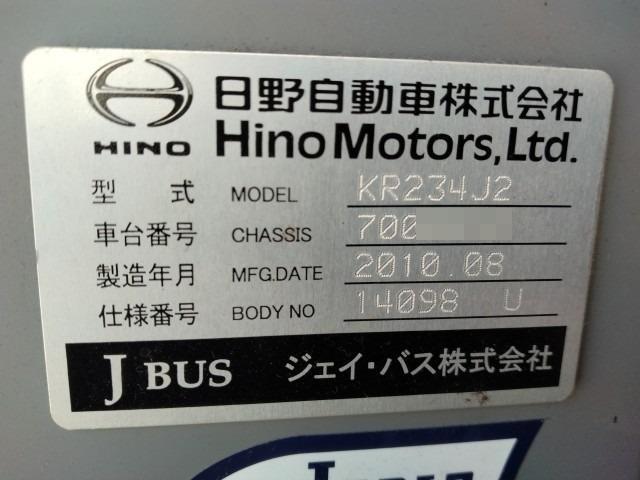 日野自動車株式会社
HINO Hino Motors, Ltd.
型 式 MODEL KR234J2
車台番号 CHASSIS 700
製造年月 MFG.DATE 2010.08
仕様番号 BODY NO 14098 U
J BUS ジェイ・バス株式会社